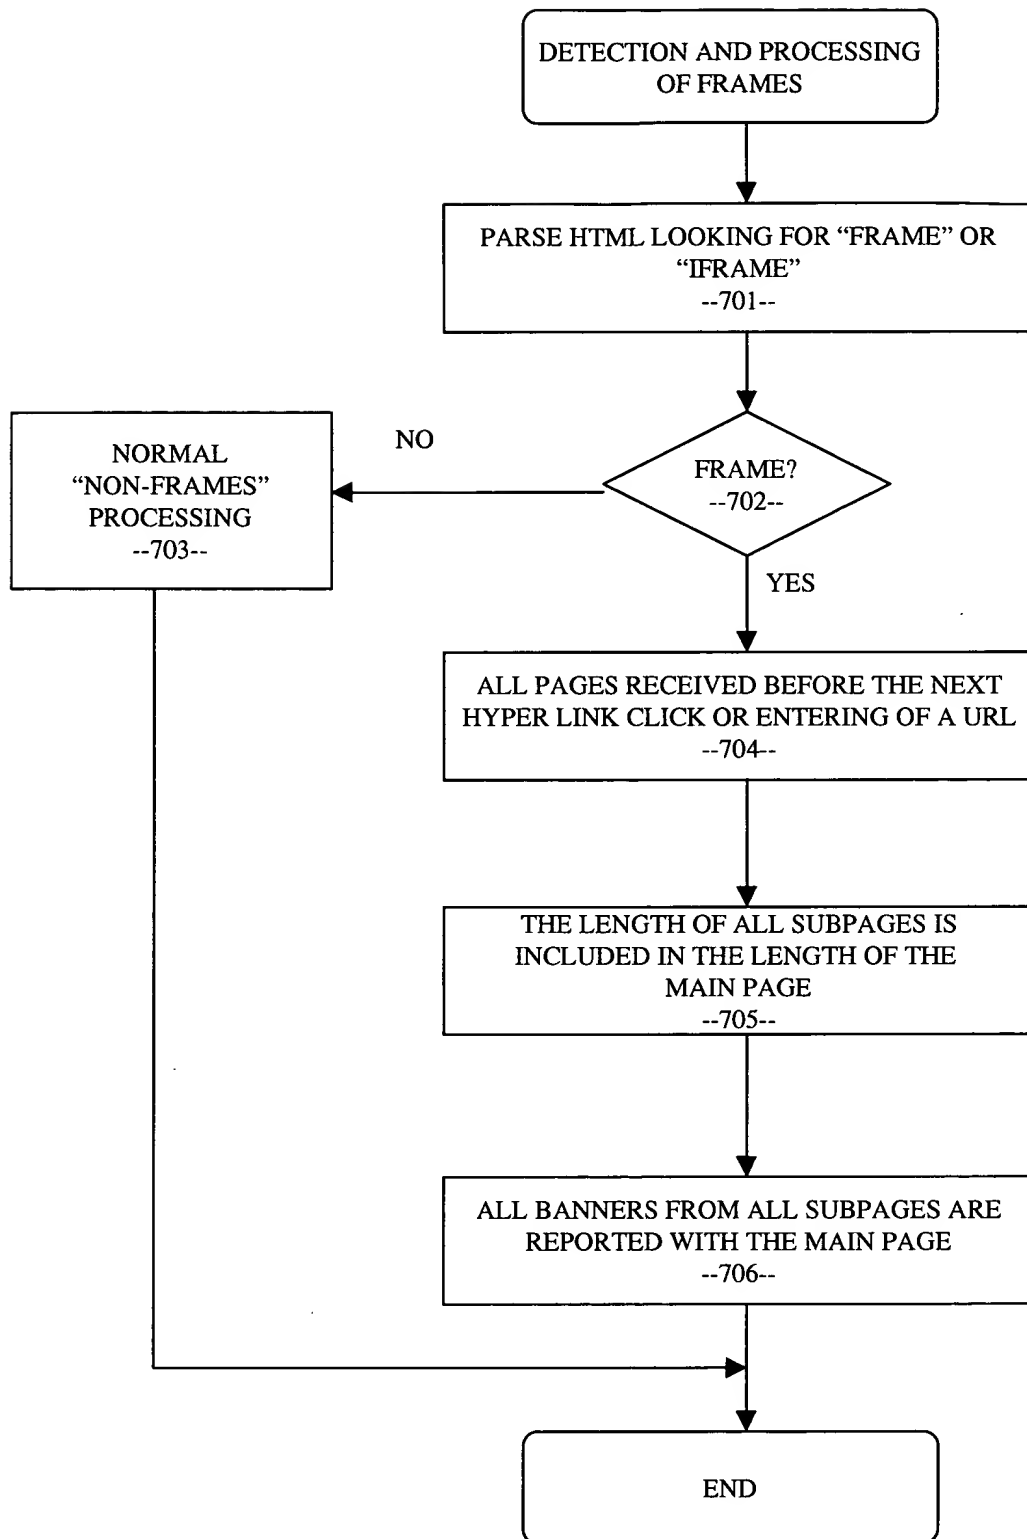 DETECTION AND PROCESSING
OF FRAMES
PARSE HTML LOOKING FOR “FRAME” OR
“IFRAME”
--701--
FRAME?
--702--
NO
NORMAL
“NON-FRAMES”
PROCESSING
--703--
YES
ALL PAGES RECEIVED BEFORE THE NEXT
HYPER LINK CLICK OR ENTERING OF A URL
--704--
THE LENGTH OF ALL SUBPAGES IS
INCLUDED IN THE LENGTH OF THE
MAIN PAGE
--705--
ALL BANNERS FROM ALL SUBPAGES ARE
REPORTED WITH THE MAIN PAGE
--706--
END